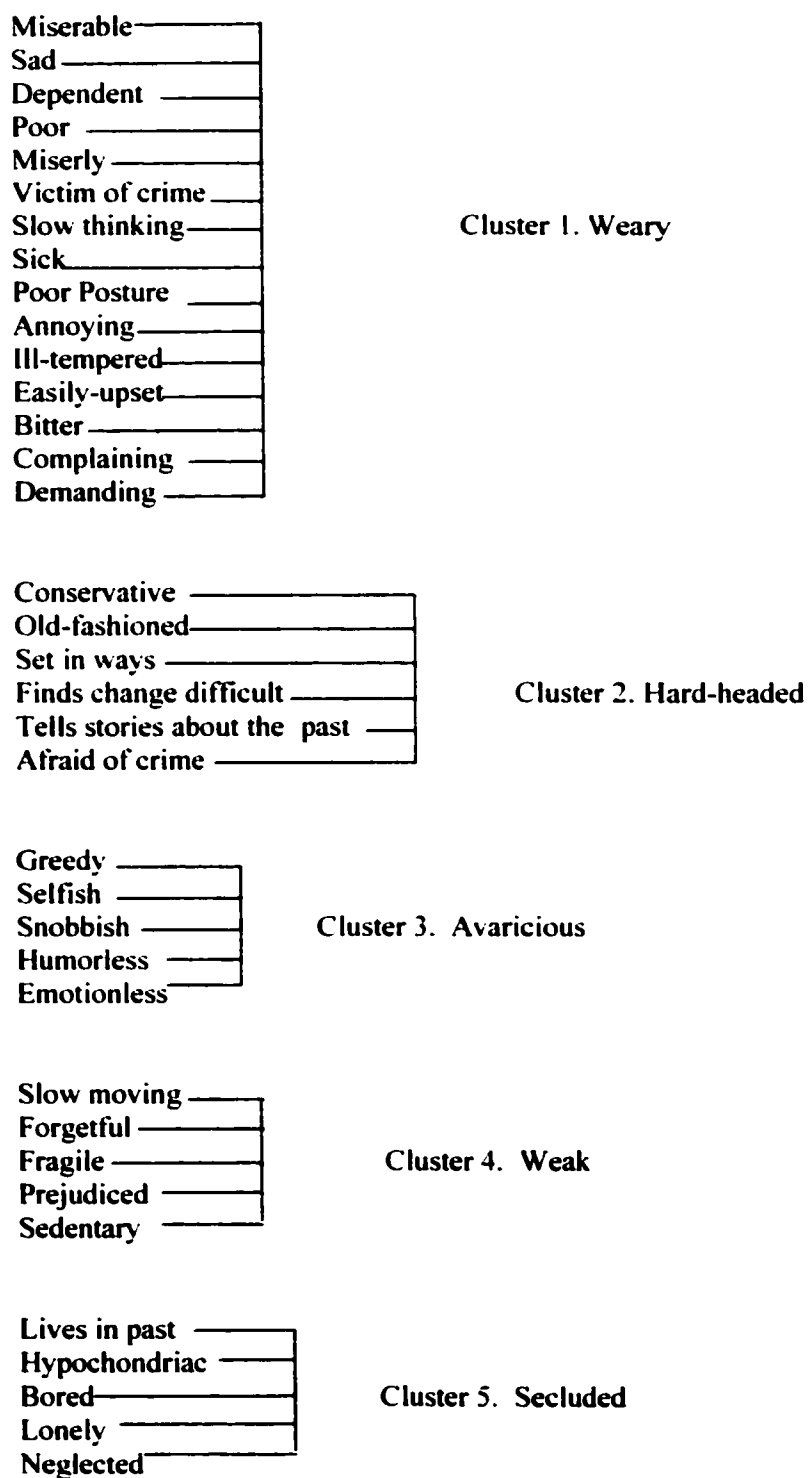 Miserable
Sad
Dependent
Poor
Miserly
Victim of crime
Slow thinking
Cluster 1. Weary
Sick
Poor Posture
Annoying
Ill-tempered
Easily-upset
Bitter
Complaining
Demanding
Conservative
Old-fashioned
Set in ways
Finds change difficult
Cluster 2. Hard-headed
Tells stories about the past
Afraid of crime
Greedy
Selfish
Snobbish
Cluster 3. Avaricious
Humorless
Emotionless
Slow moving
Forgetful
Fragile
Cluster 4. Weak
Prejudiced
Sedentary
Lives in past
Hypochondriac
Bored
Cluster 5. Secluded
Lonely
Neglected